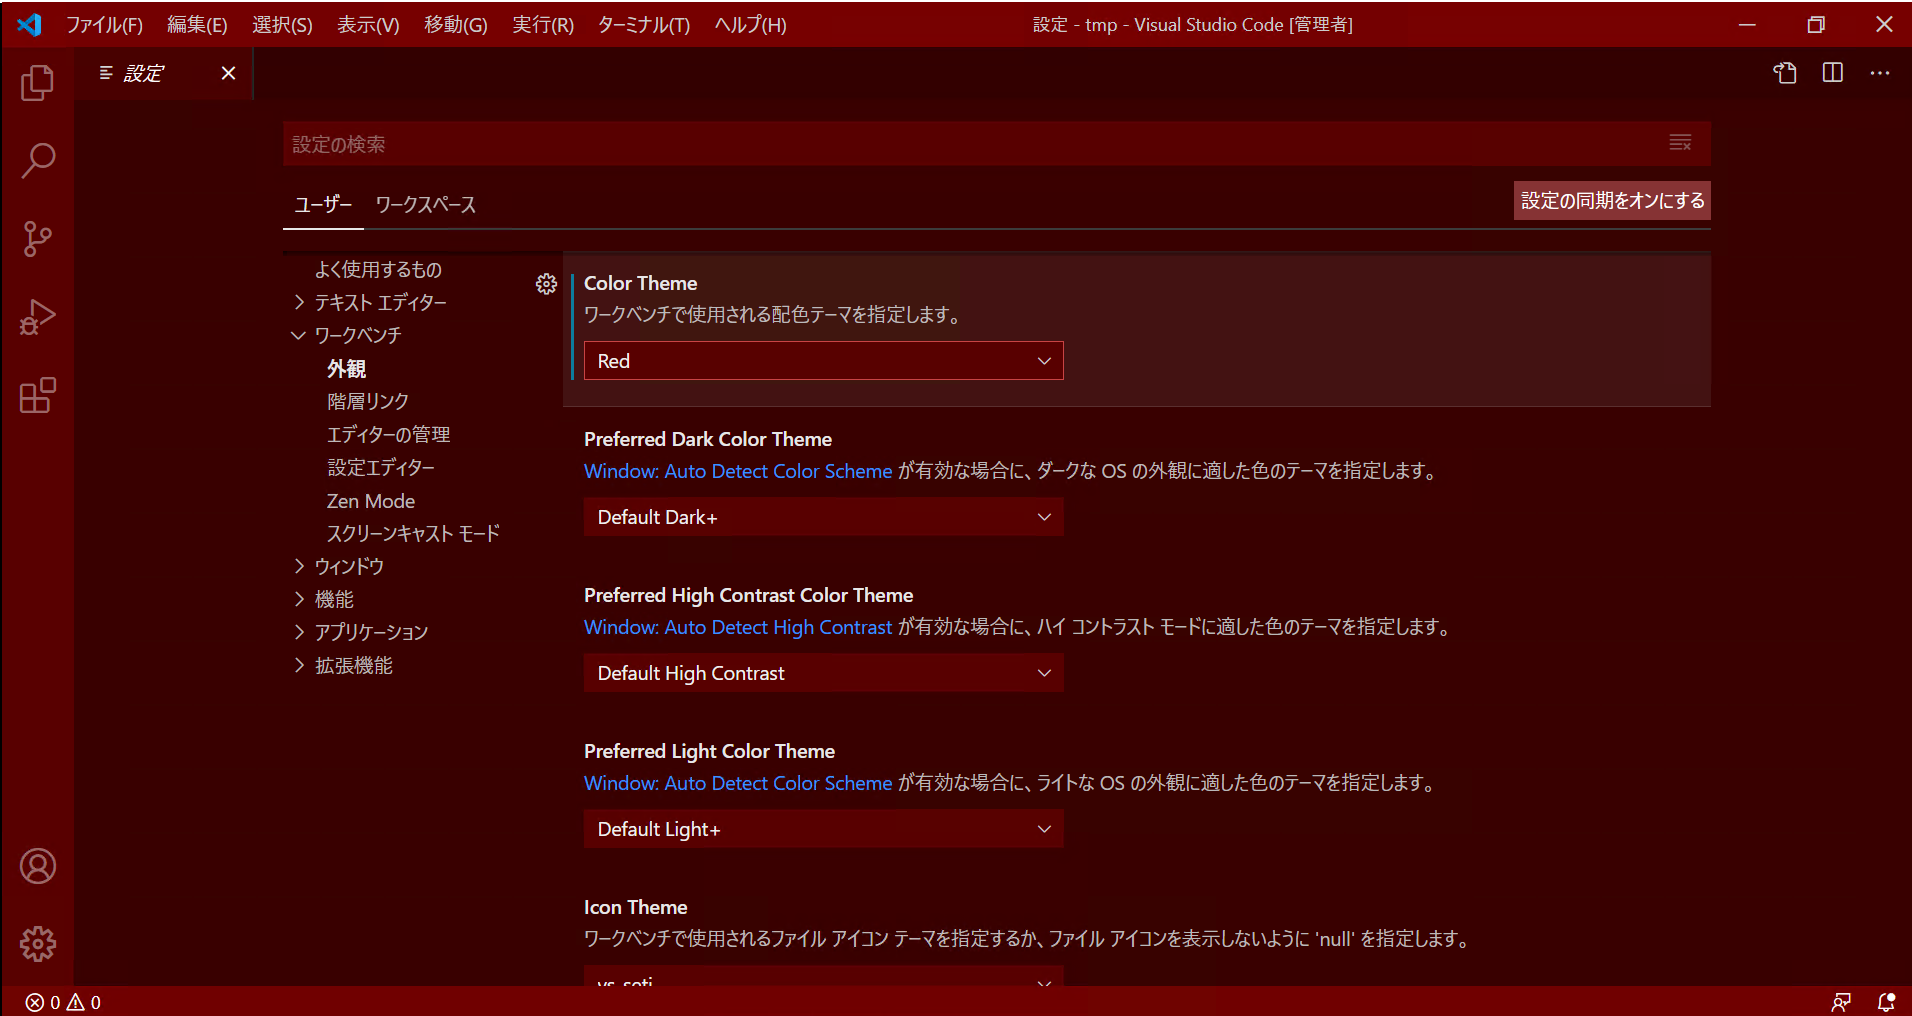 ファイル(F) 編集(E) 選択(S) 表示(V) 移動(G) 実行(R) ターミナル(T) ヘルプ(H) 設定 - tmp - Visual Studio Code [管理者]
設定
設定の検索
ユーザー ワークスペース 設定の同期をオンにする
よく使用するもの
テキスト エディター
ワークベンチ
外観
階層リンク
エディターの管理
設定エディター
Zen Mode
スクリーンキャスト モード
ウィンドウ
機能
アプリケーション
拡張機能
Color Theme
ワークベンチで使用される配色テーマを指定します。
Red
Preferred Dark Color Theme
Window: Auto Detect Color Scheme が有効な場合に、ダークな OS の外観に適した色のテーマを指定します。
Default Dark+
Preferred High Contrast Color Theme
Window: Auto Detect High Contrast が有効な場合に、ハイ コントラスト モードに適した色のテーマを指定します。
Default High Contrast
Preferred Light Color Theme
Window: Auto Detect Color Scheme が有効な場合に、ライトな OS の外観に適した色のテーマを指定します。
Default Light+
Icon Theme
ワークベンチで使用されるファイル アイコン テーマを指定するか、ファイル アイコンを表示しないように 'null' を指定します。
vs-seti
0 0